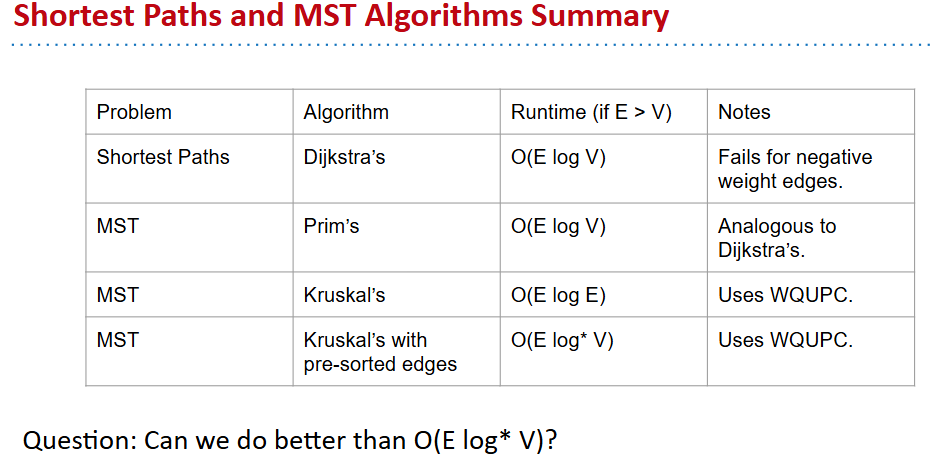 Shortest Paths and MST Algorithms Summary
Problem Algorithm Runtime (if E > V) Notes
Shortest Paths Dijkstra's O(E log V) Fails for negative
weight edges.
MST Prim's O(E log V) Analogous to
Dijkstra's.
MST Kruskal's O(E log E) Uses WQUPC.
MST Kruskal's with O(E log* V) Uses WQUPC.
pre-sorted edges
Question: Can we do better than O(E log* V)?